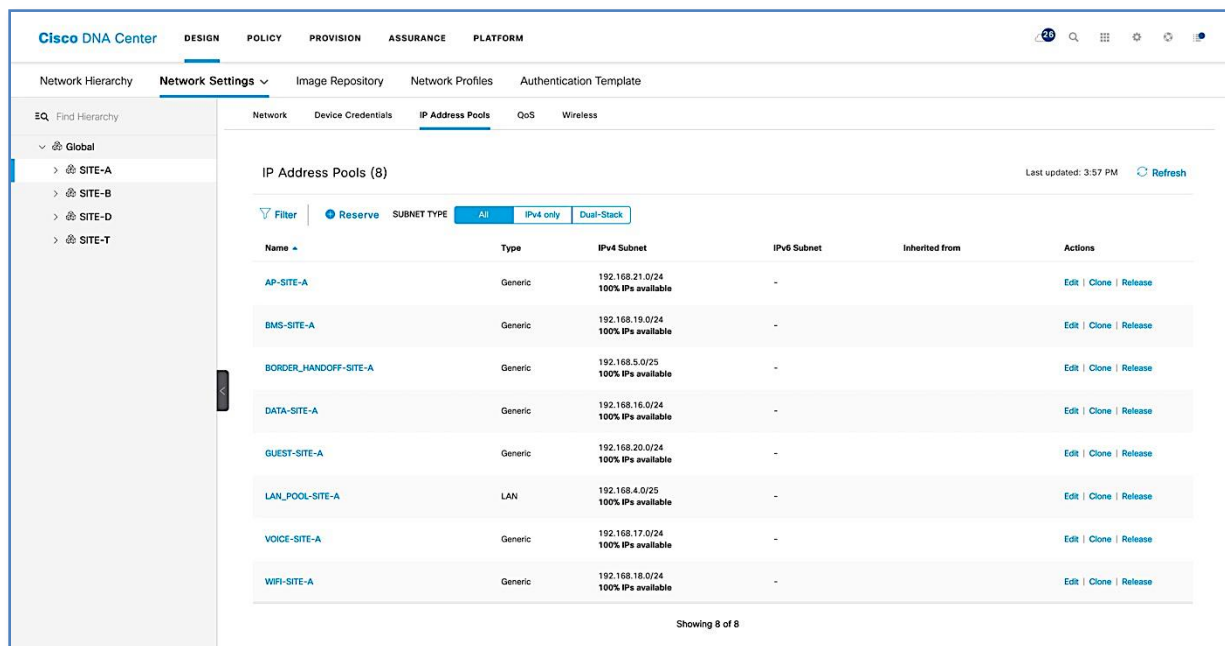 Cisco DNA Center DESIGN POLICY PROVISION ASSURANCE PLATFORM 26
Network Hierarchy Network Settings Image Repository Network Profiles Authentication Template
EQ Find Hierarchy
Network Device Credentials IP Address Pools QoS Wireless
Global
SITE-A
SITE-B
SITE-D
SITE-T
IP Address Pools (8) Last updated: 3:57 PM Refresh
Filter Reserve SUBNET TYPE All IPv4 only Dual-Stack
Name Type IPv4 Subnet IPv6 Subnet Inherited from Actions
AP-SITE-A Generic 192.168.21.0/24 - Edit | Clone | Release
100% IPs available
BMS-SITE-A Generic 192.168.19.0/24 - Edit | Clone | Release
100% IPs available
BORDER_HANDOFF-SITE-A Generic 192.168.5.0/25 - Edit | Clone | Release
100% IPs available
DATA-SITE-A Generic 192.168.16.0/24 - Edit | Clone | Release
100% IPs available
GUEST-SITE-A Generic 192.168.20.0/24 - Edit | Clone | Release
100% IPs available
LAN_POOL-SITE-A LAN 192.168.4.0/25 - Edit | Clone | Release
100% IPs available
VOICE-SITE-A Generic 192.168.17.0/24 - Edit | Clone | Release
100% IPs available
WIFI-SITE-A Generic 192.168.18.0/24 - Edit | Clone | Release
100% IPs available
Showing 8 of 8